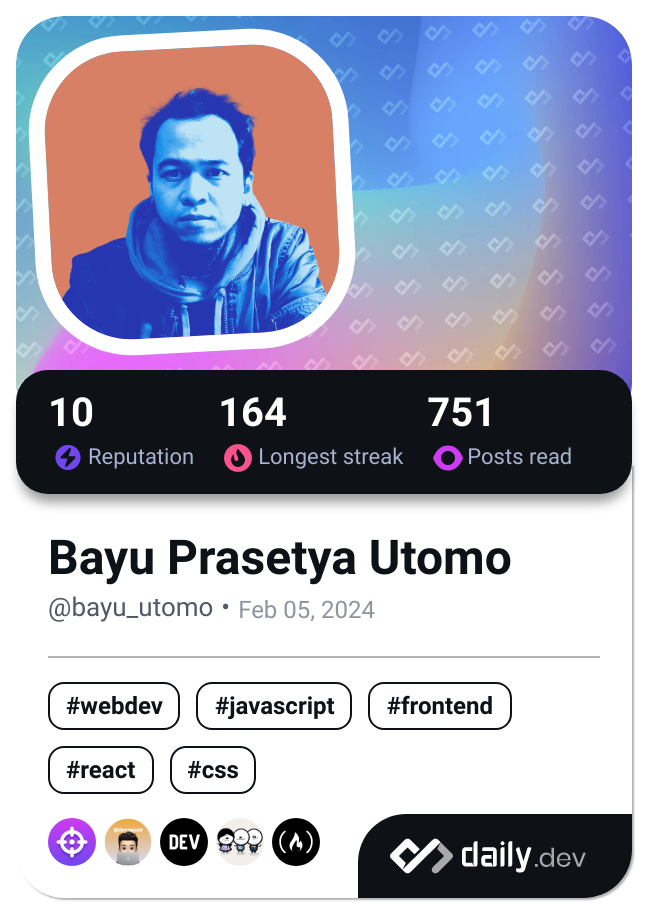 10 164 751
Reputation Longest streak Posts read
Bayu Prasetya Utomo
@bayu_utomo • Feb 05, 2024
#webdev #javascript #frontend
#react #css
DEV
daily.dev